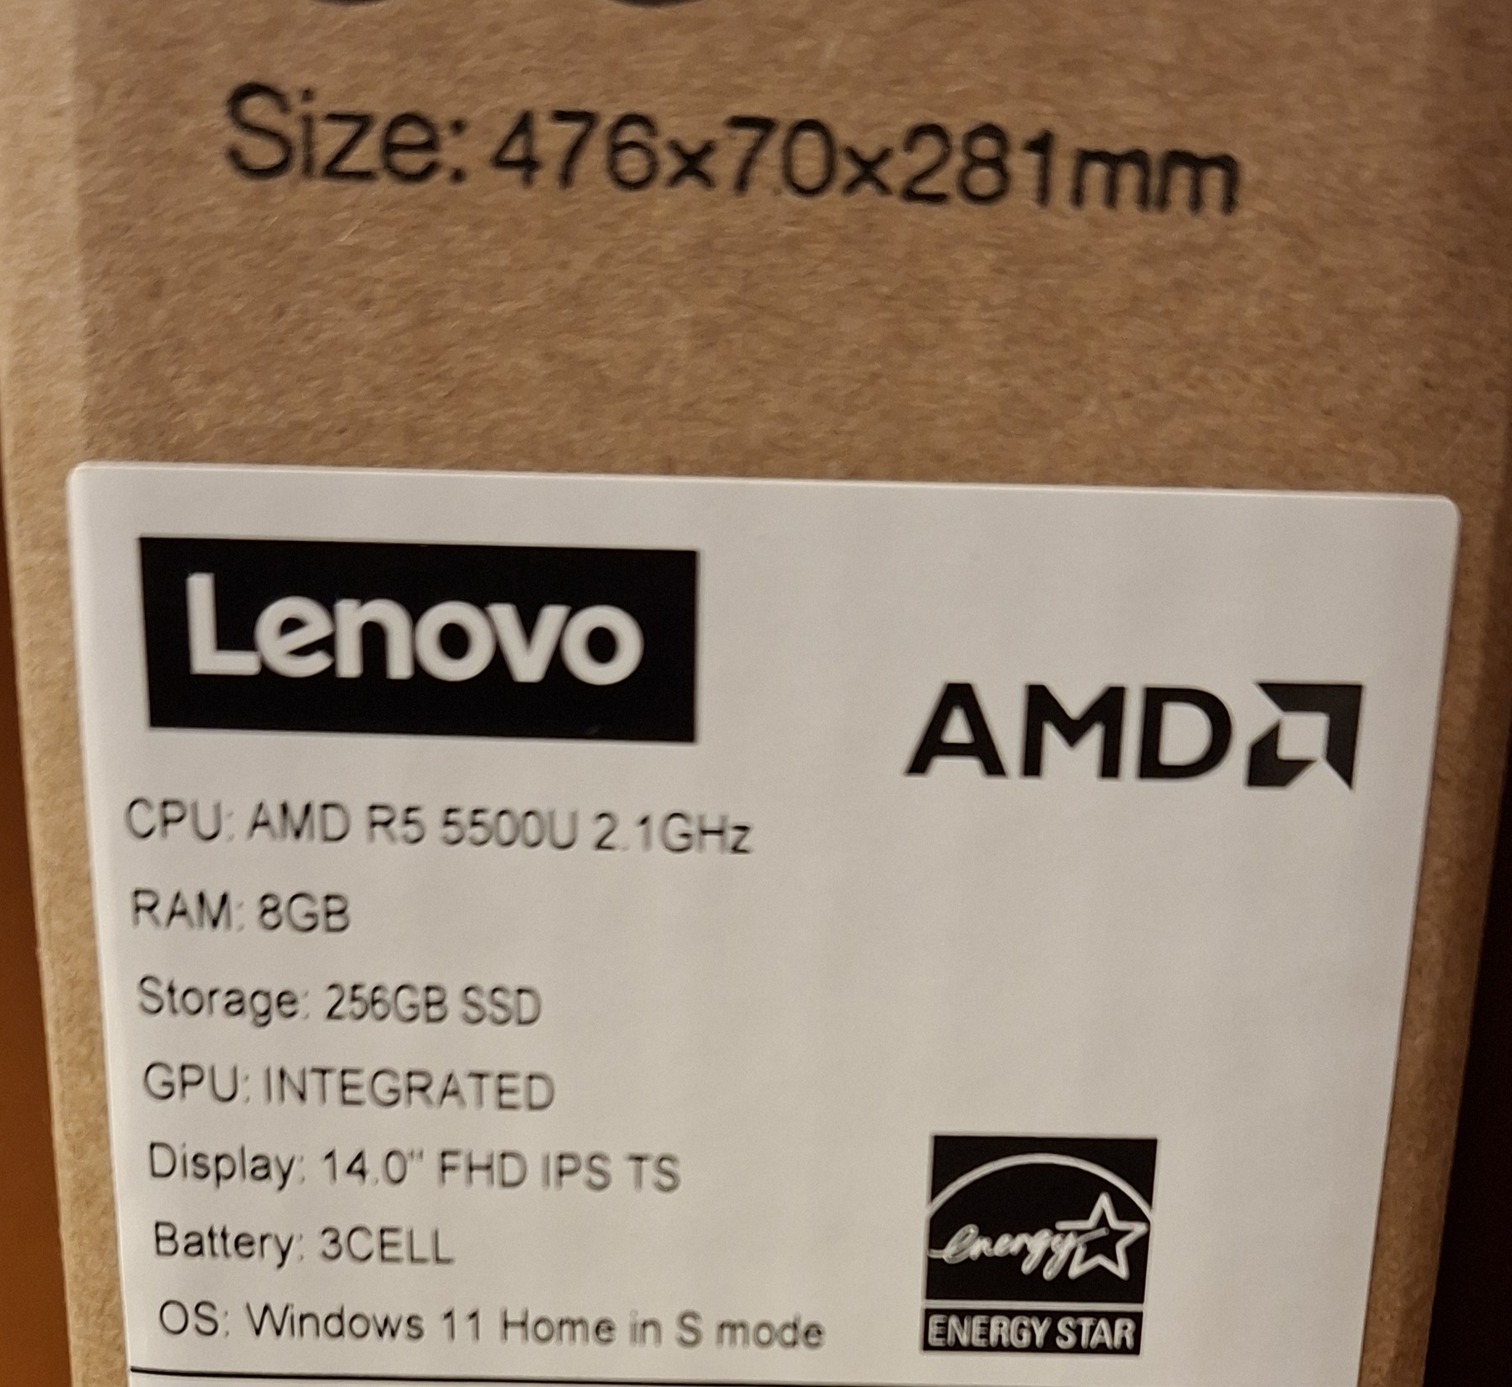 Size: 476x70x281mm
Lenovo
AMD
CPU: AMD R5 5500U 2.1GHz
RAM: 8GB
Storage: 256GB SSD
GPU: INTEGRATED
Display: 14.0" FHD IPS TS
Battery: 3CELL
OS: Windows 11 Home in S mode
energy
ENERGY STAR